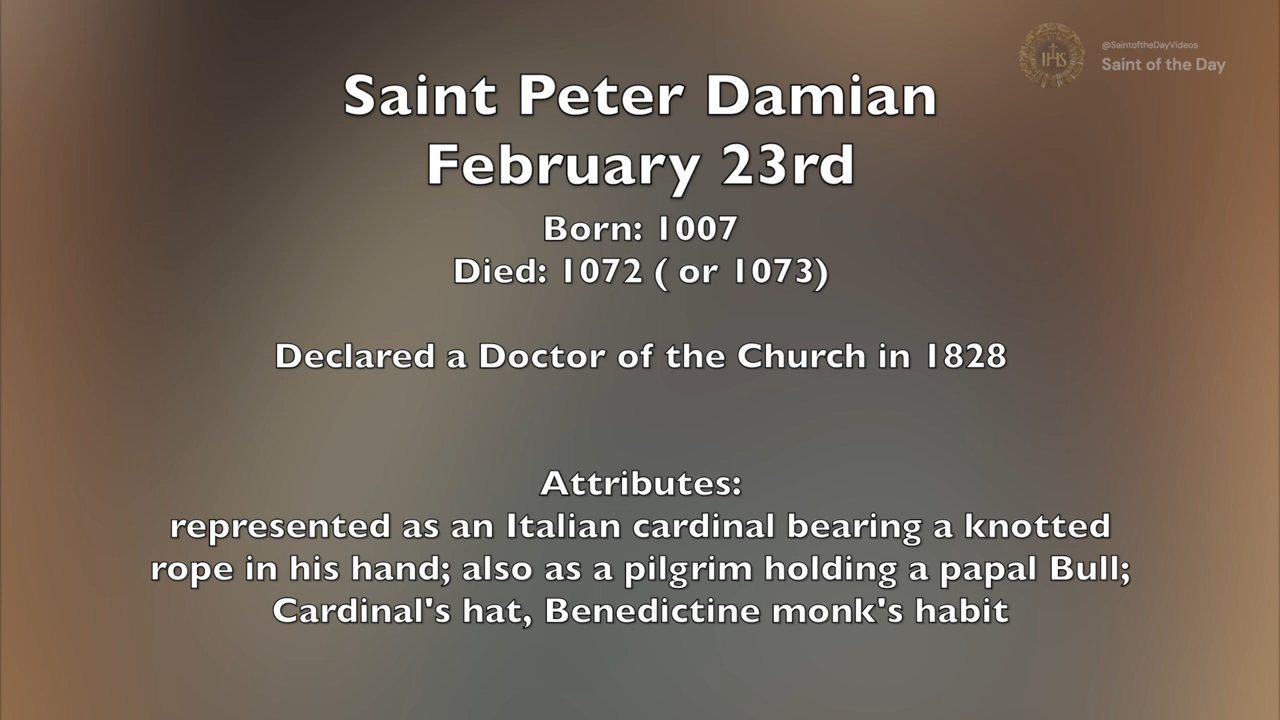 @SaintoftheDayVideos
IHS
Saint of the Day
Saint Peter Damian
February 23rd
Born: 1007
Died: 1072 ( or 1073)
Declared a Doctor of the Church in 1828
Attributes:
represented as an Italian cardinal bearing a knotted
rope in his hand; also as a pilgrim holding a papal Bull;
Cardinal's hat, Benedictine monk's habit